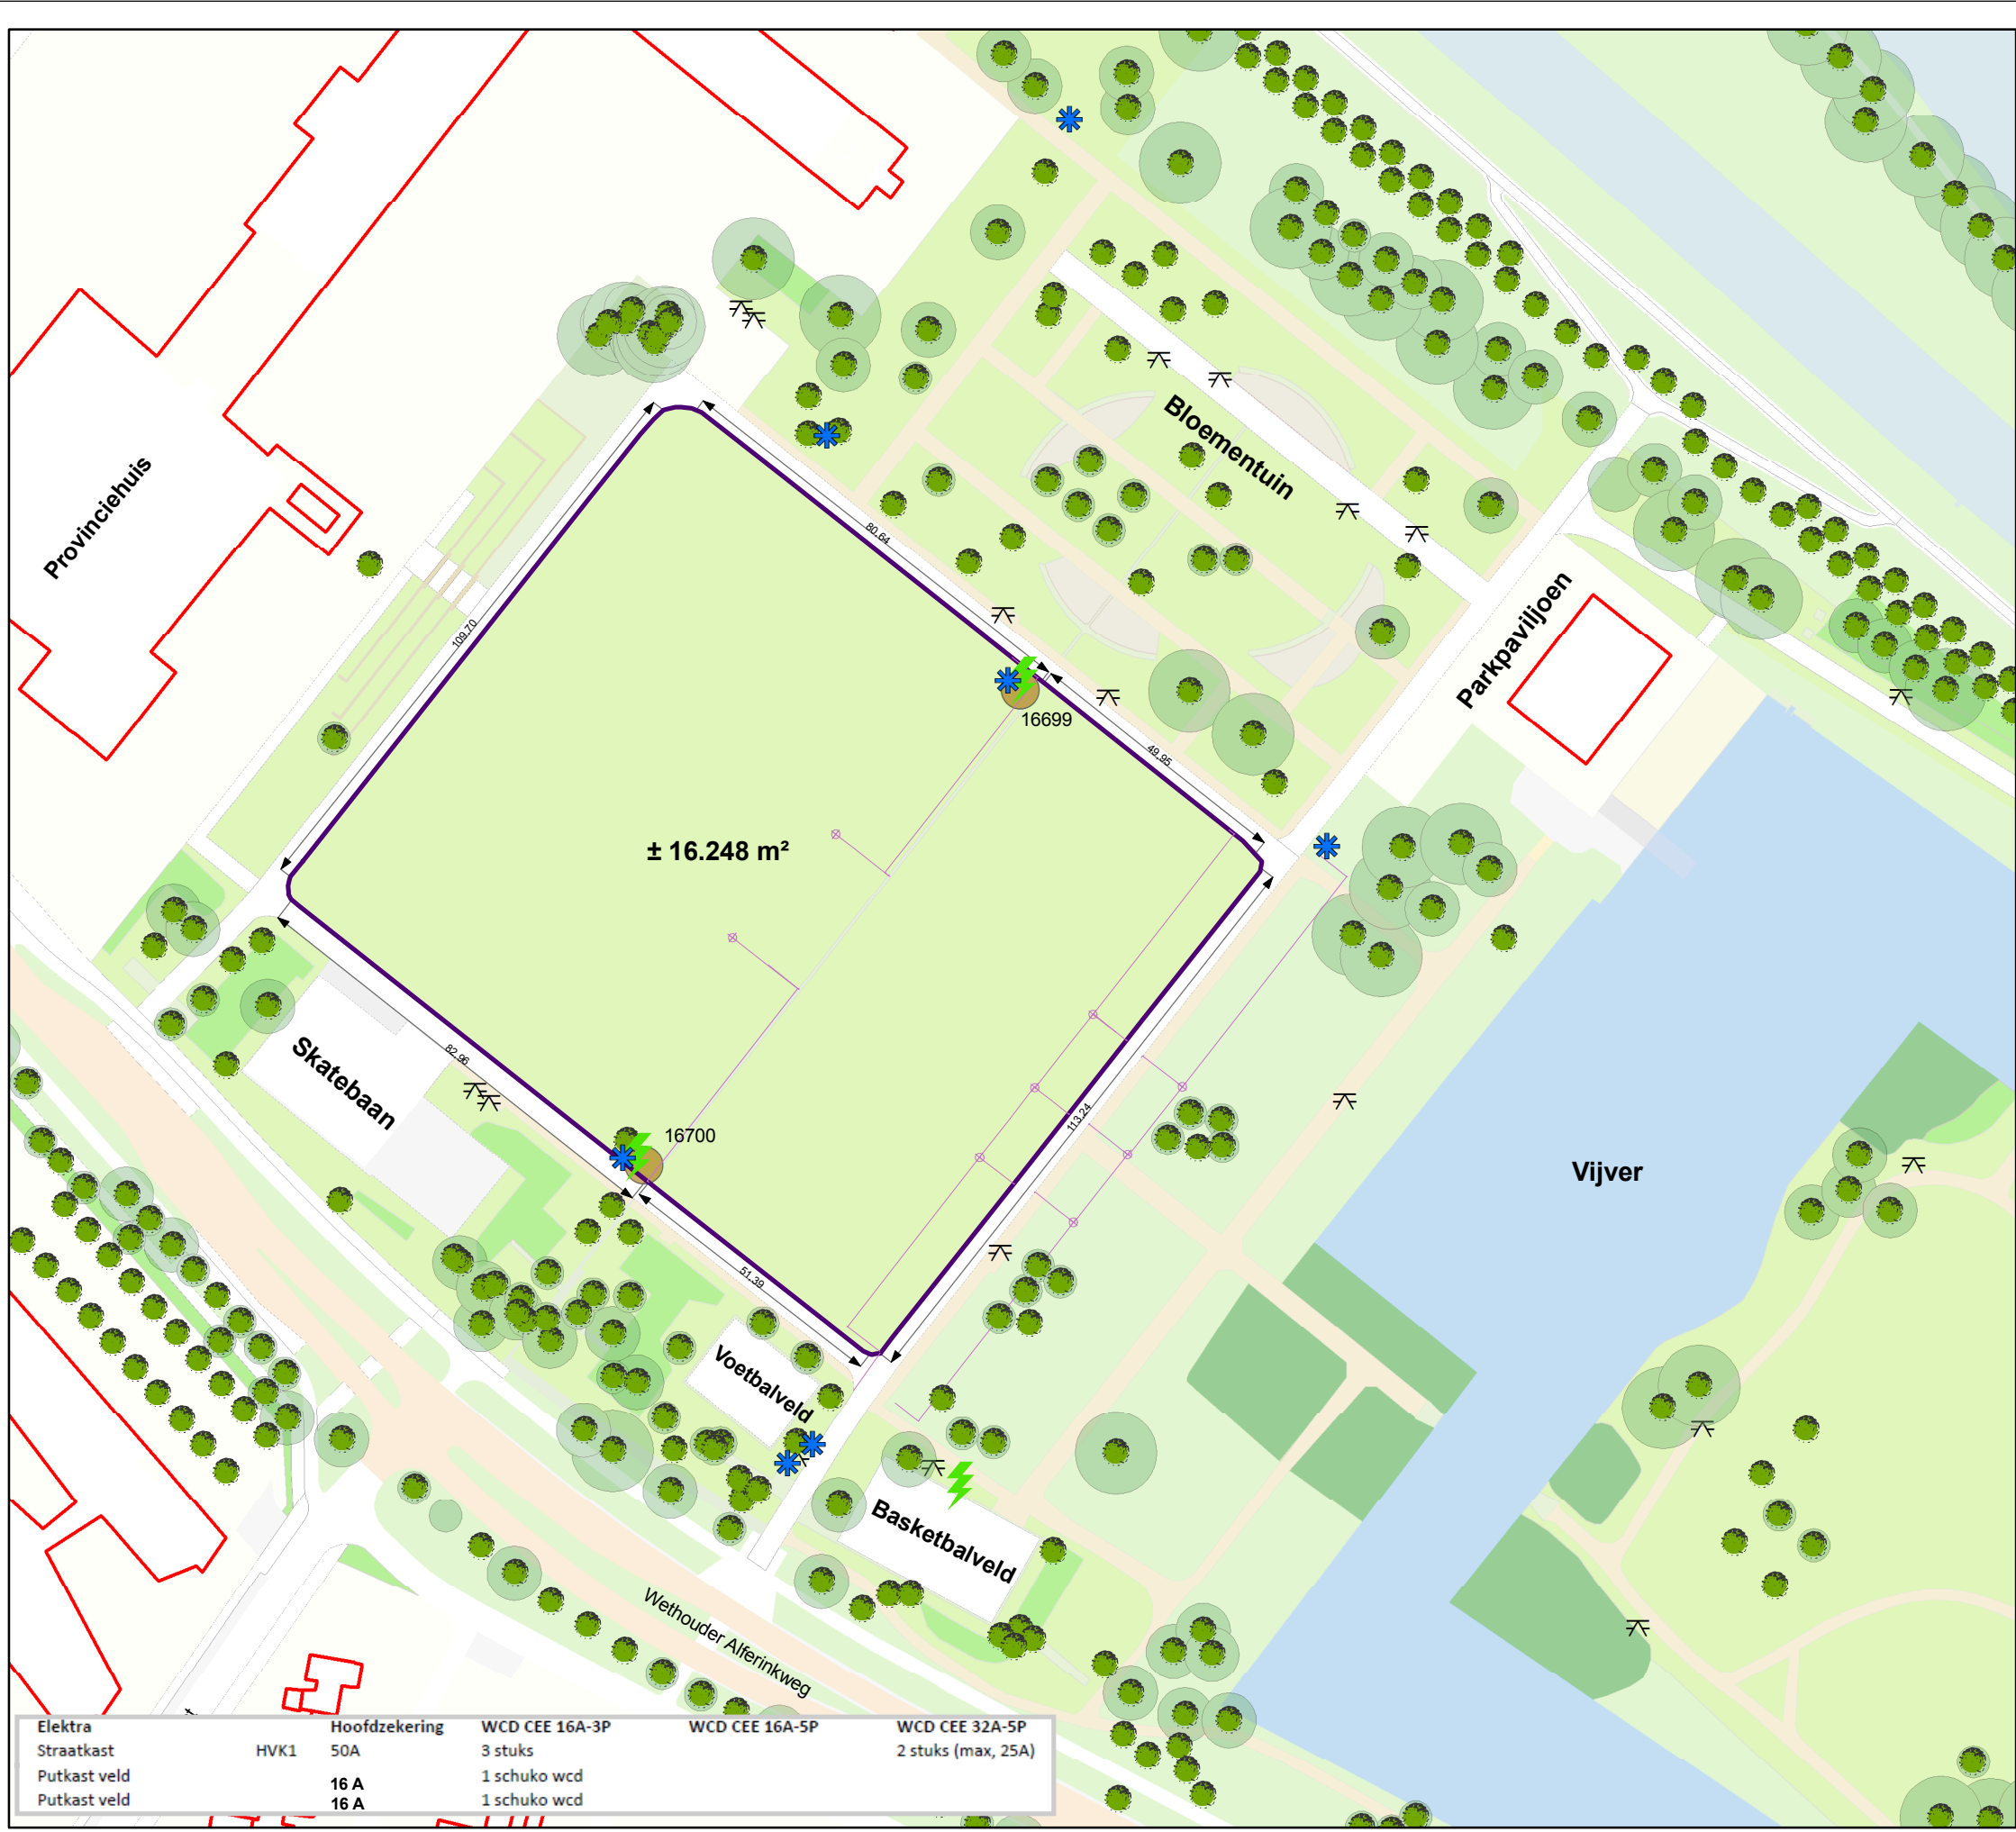 Provinciehuis
Bloementuin
Parkpaviljoen
80.64
109.70
16699
49.95
± 16.248 m²
Skatebaan
82.96
16700
113.24
Vijver
51.39
Voetbalveld
Basketbalveld
Wethouder Alferinkweg
Elektra Hoofdzekering WCD CEE 16A-3P WCD CEE 16A-5P WCD CEE 32A-5P
Straatkast HVK1 50A 3 stuks 2 stuks (max, 25A)
Putkast veld 16 A 1 schuko wcd
Putkast veld 16 A 1 schuko wcd